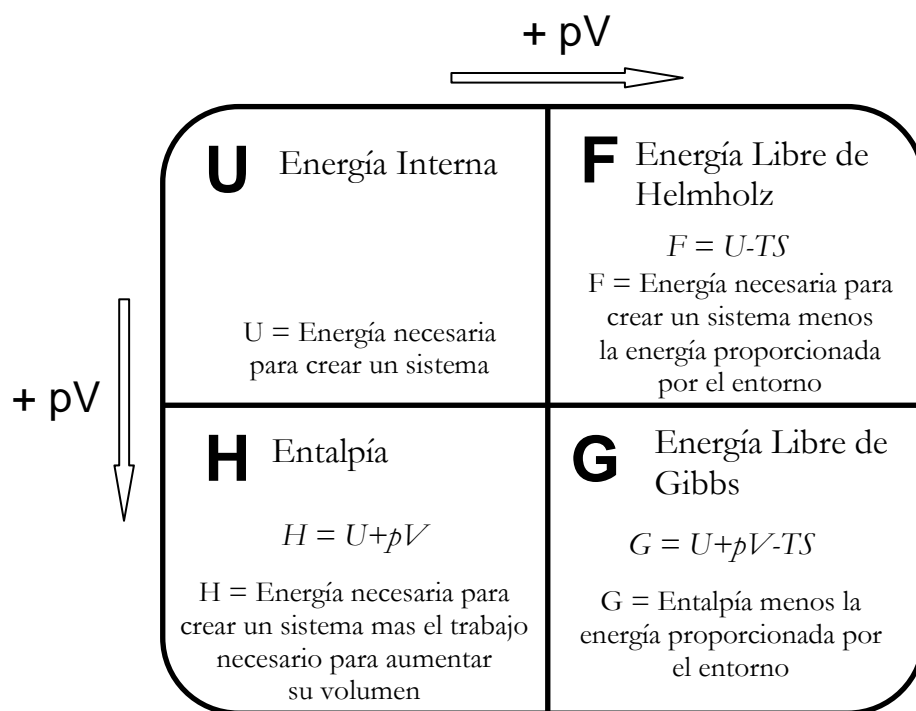 + pV
U Energía Interna
U = Energía necesaria
para crear un sistema
F Energía Libre de
Helmholz
F = U-TS
F = Energía necesaria para
crear un sistema menos
la energía proporcionada
por el entorno
+ pV
H Entalpía
H = U+pV
H = Energía necesaria para
crear un sistema mas el trabajo
necesario para aumentar
su volumen
G Energía Libre de
Gibbs
G = U+pV-TS
G = Entalpía menos la
energía proporcionada por
el entorno